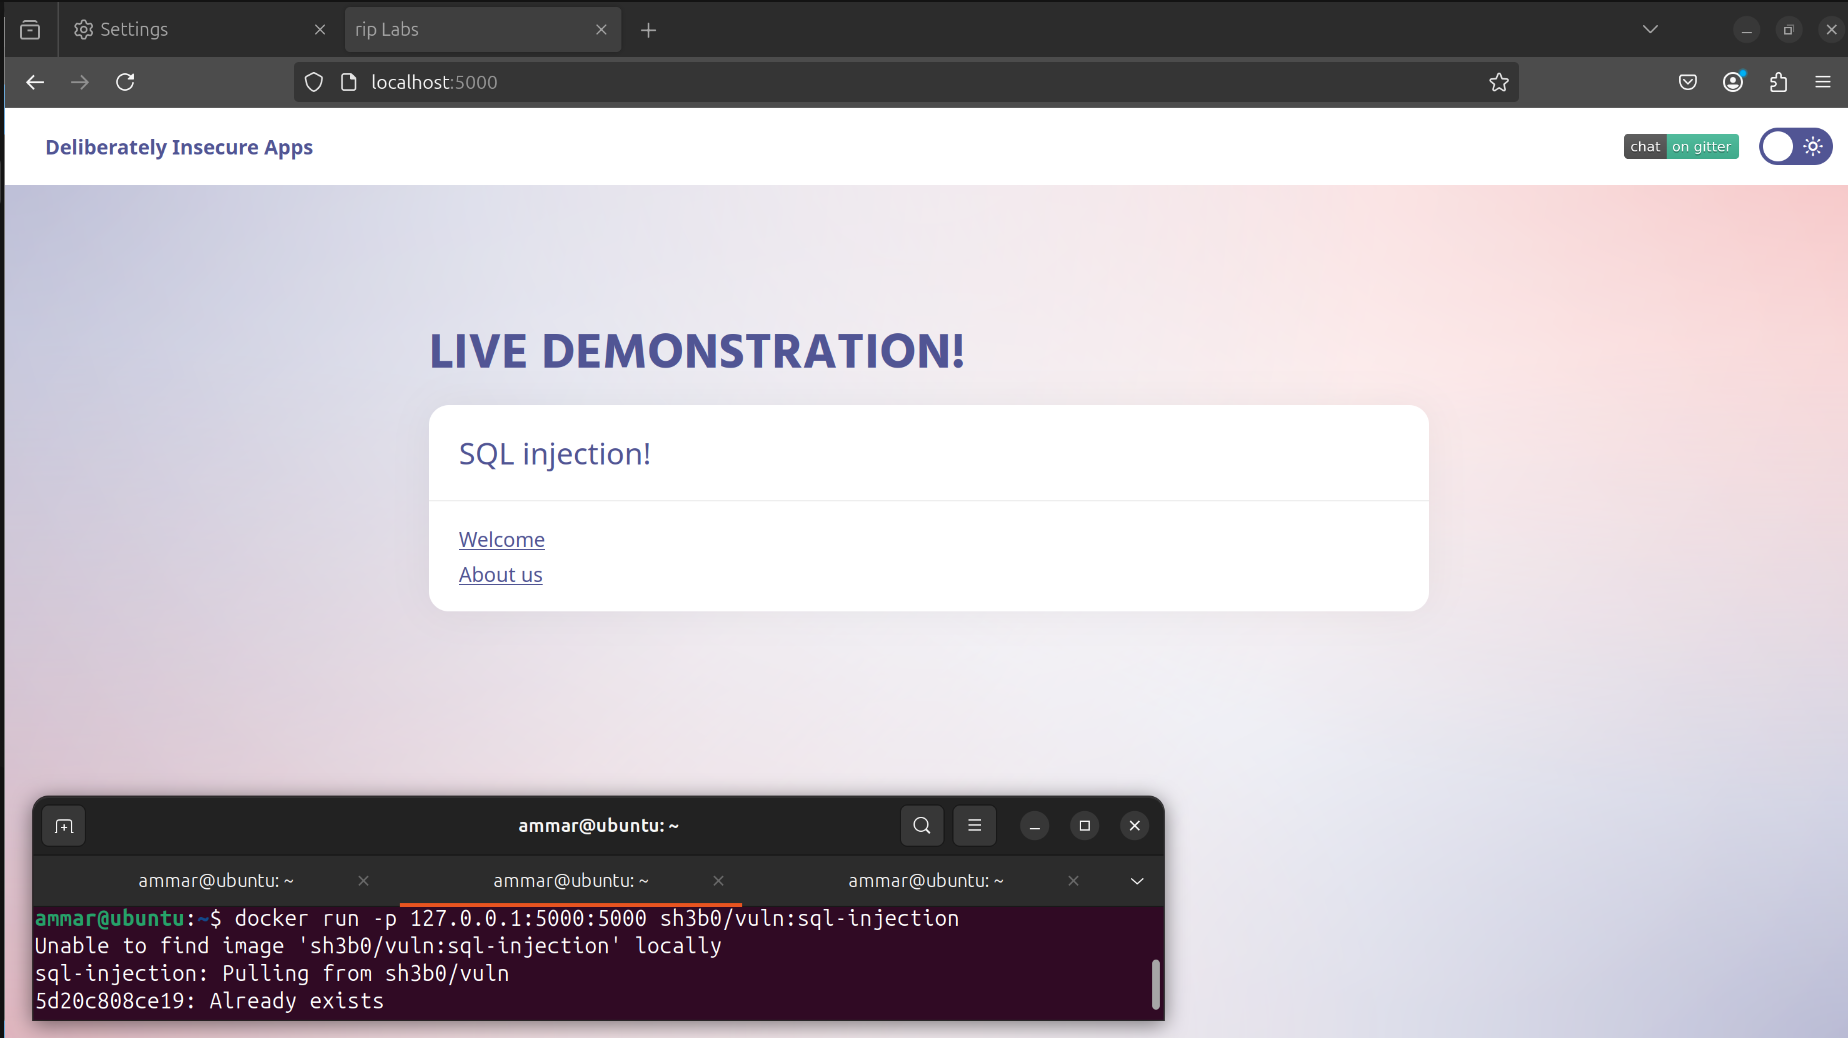 Settings
rip Labs
localhost:5000
Deliberately Insecure Apps
chat on gitter
LIVE DEMONSTRATION!
SQL injection!
Welcome
About us
ammar@ubuntu: ~
ammar@ubuntu: ~
ammar@ubuntu: ~
ammar@ubuntu: ~
ammar@ubuntu:~$ docker run -p 127.0.0.1:5000:5000 sh3b0/vuln:sql-injection
Unable to find image 'sh3b0/vuln:sql-injection' locally
sql-injection: Pulling from sh3b0/vuln
5d20c808ce19: Already exists